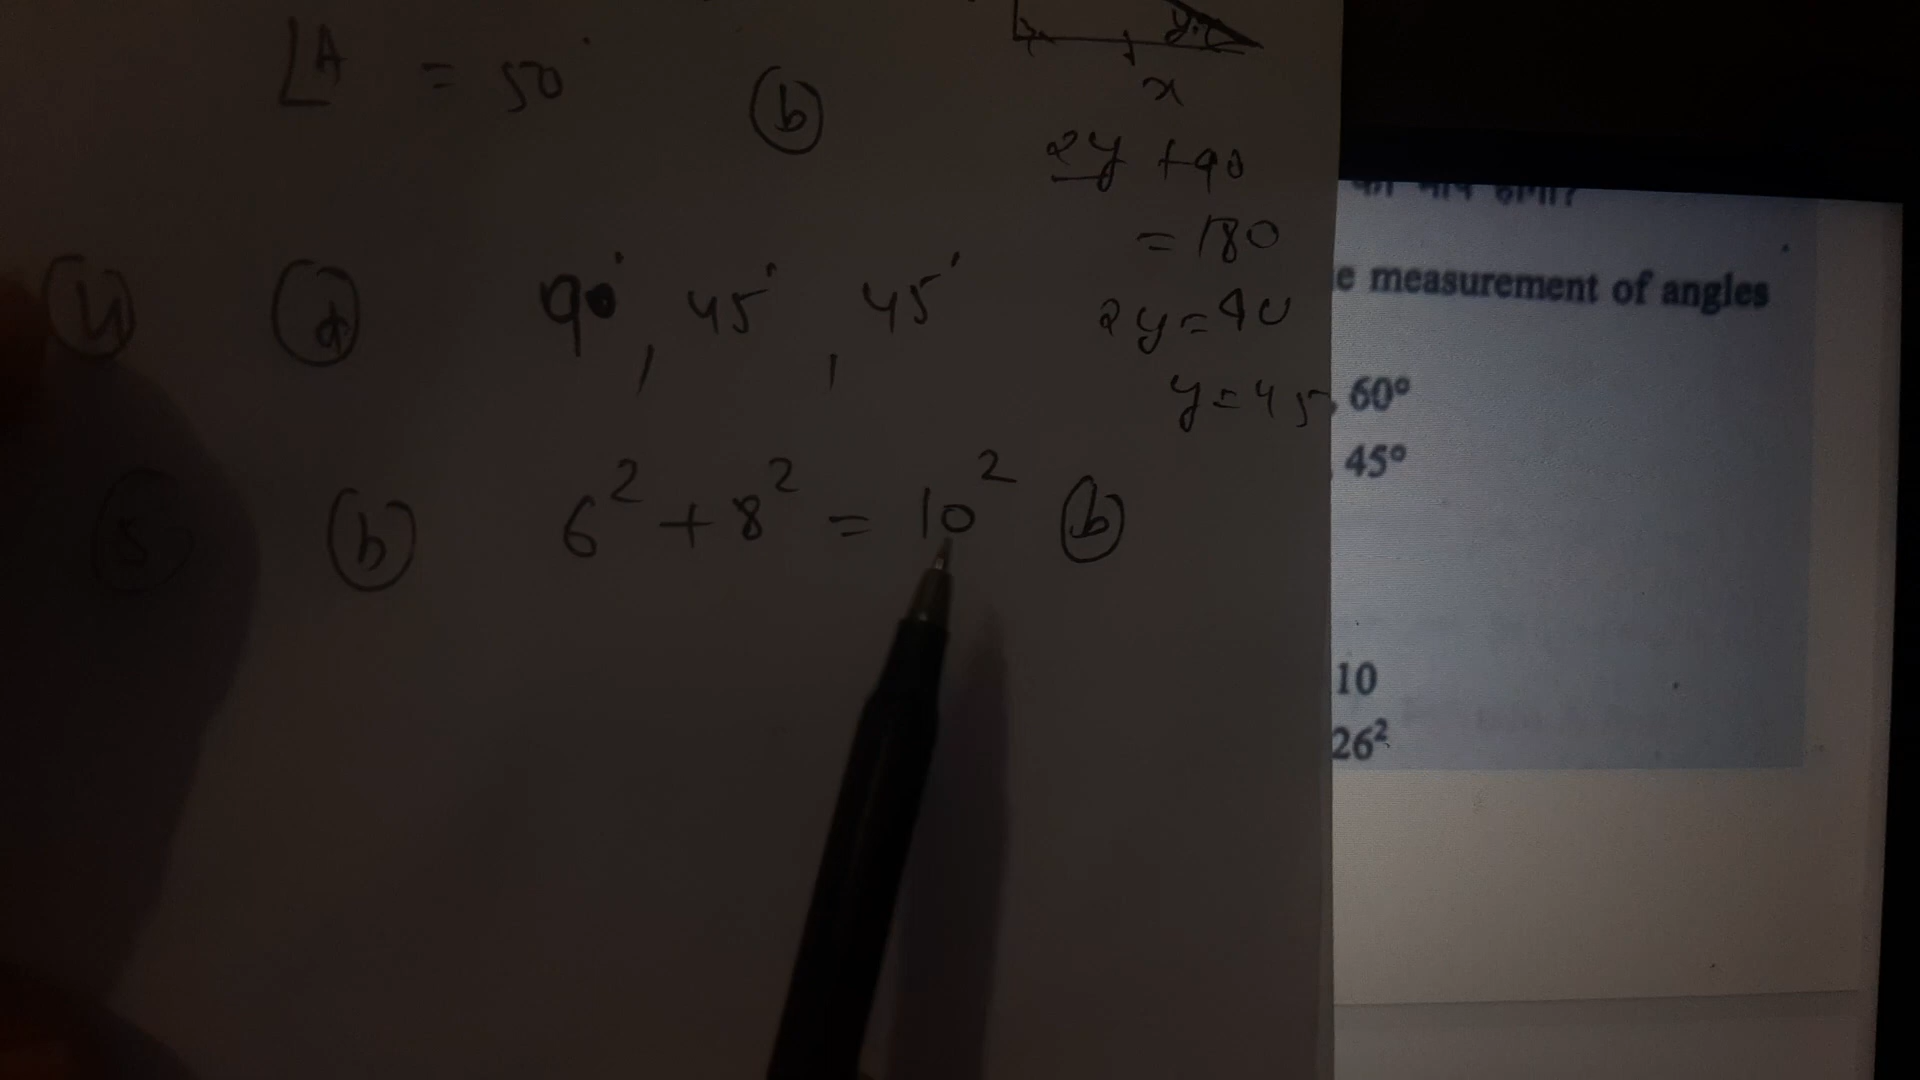 ∠A = 50°
(b)
y
x
2y + 90
= 180
2y = 90
y = 45
(4) (d) 90°, 45°, 45°
(5) (b) 6² + 8² = 10² (b)
e measurement of angles
60°
45°
10
26²